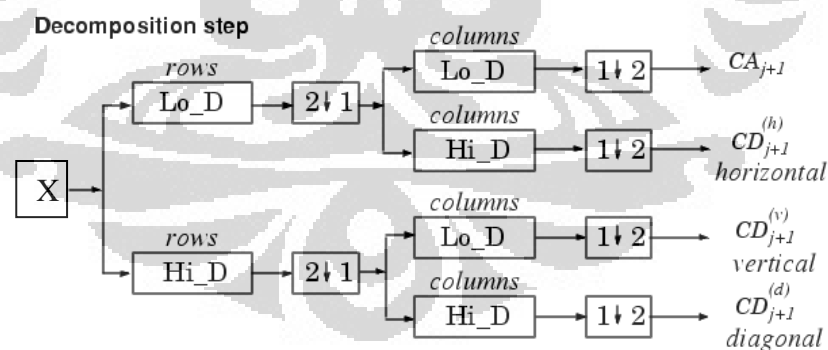 Decomposition step
columns
rows
Lo_D
1↓2
CA_{j+1}
Lo_D
2↓1
columns
Hi_D
1↓2
CD_{j+1}^{(h)}
horizontal
X
columns
rows
Lo_D
1↓2
CD_{j+1}^{(v)}
vertical
Hi_D
2↓1
columns
Hi_D
1↓2
CD_{j+1}^{(d)}
diagonal